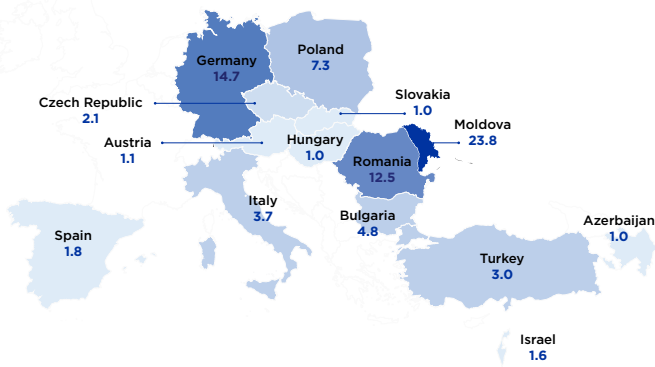 Poland
7.3
Germany
14.7
Czech Republic
2.1
Slovakia
1.0
Moldova
23.8
Austria
1.1
Hungary
1.0
Romania
12.5
Italy
3.7
Bulgaria
4.8
Spain
1.8
Azerbaijan
1.0
Turkey
3.0
Israel
1.6